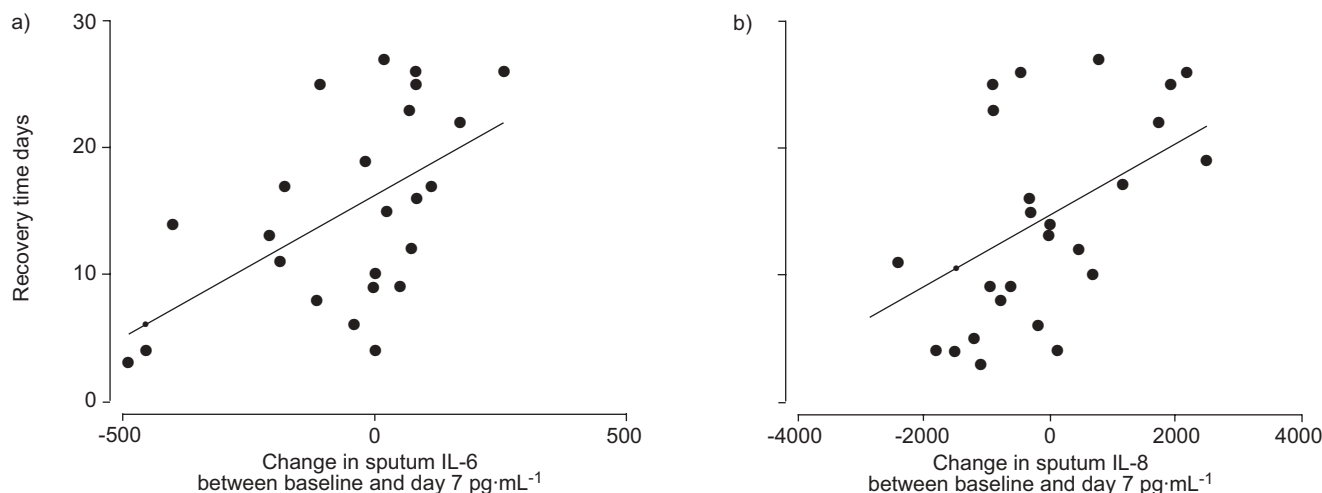 a)
30
20
10
0
Recovery time days
-500
0
500
Change in sputum IL-6
between baseline and day 7 pg·mL⁻¹
b)
-4000
-2000
0
2000
4000
Change in sputum IL-8
between baseline and day 7 pg·mL⁻¹